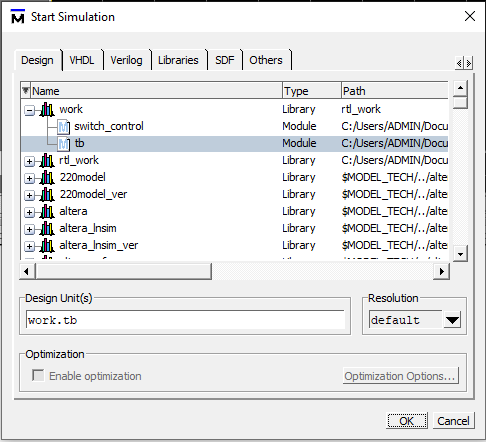 Start Simulation
Design VHDL Verilog Libraries SDF Others
Name Type Path
work Library rtl_work
switch_control Module C:/Users/ADMIN/Docu
tb Module C:/Users/ADMIN/Docu
rtl_work Library C:/Users/ADMIN/Docu
220model Library $MODEL_TECH/../alte
220model_ver Library $MODEL_TECH/../alte
altera Library $MODEL_TECH/../alte
altera_lnsim Library $MODEL_TECH/../alte
altera_lnsim_ver Library $MODEL_TECH/../alte
Design Unit(s) Resolution
work.tb default
Optimization
Enable optimization Optimization Options...
OK Cancel